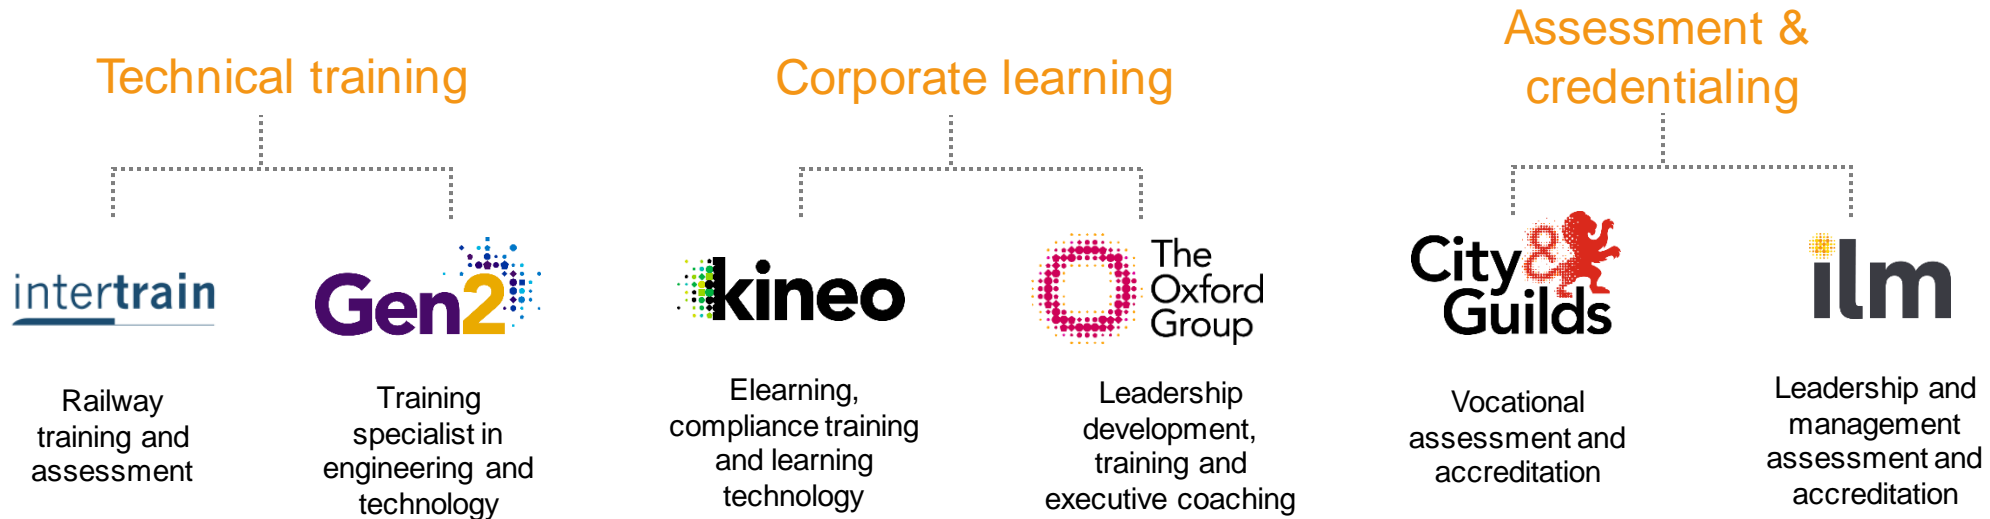 Technical training
intertrain
Railway
training and
assessment
Gen2
Training
specialist in
engineering and
technology
Corporate learning
kineo
Elearning,
compliance training
and learning
technology
The
Oxford
Group
Leadership
development,
training and
executive coaching
Assessment &
credentialing
City &
Guilds
Vocational
assessment and
accreditation
ilm
Leadership and
management
assessment and
accreditation